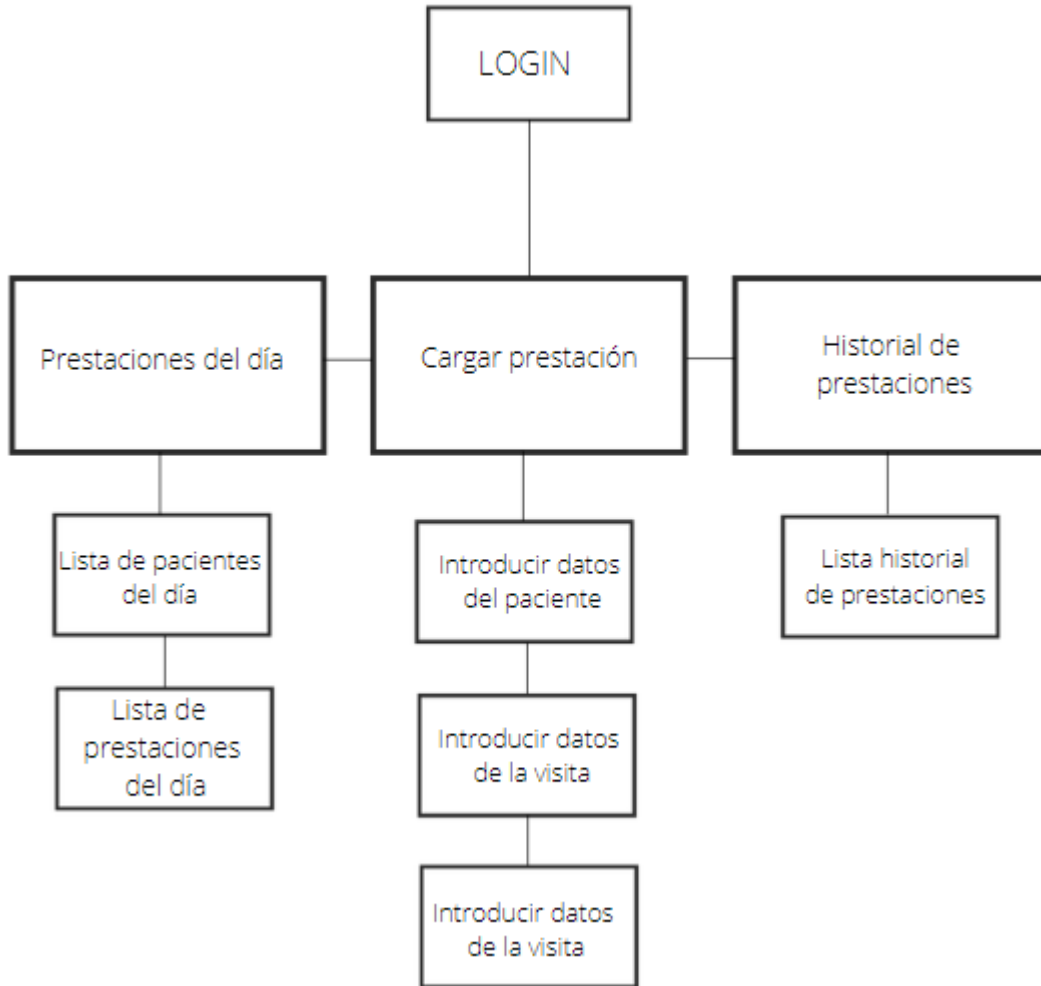 LOGIN
Prestaciones del día
Cargar prestación
Historial de
prestaciones
Lista de pacientes
del día
Introducir datos
del paciente
Lista historial
de prestaciones
Lista de
prestaciones
del día
Introducir datos
de la visita
Introducir datos
de la visita